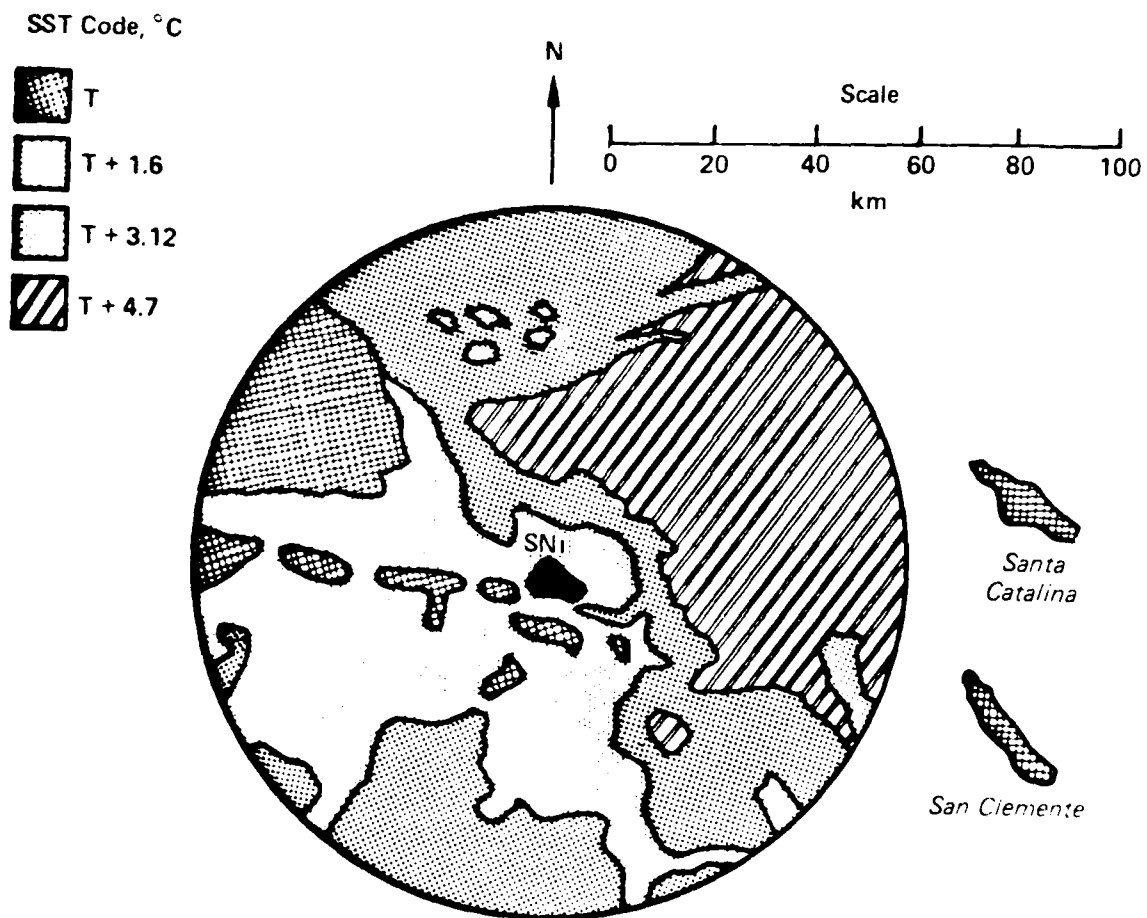 SST Code, °C
T
T + 1.6
T + 3.12
T + 4.7
N
Scale
0 20 40 60 80 100
km
SNI
Santa
Catalina
San Clemente